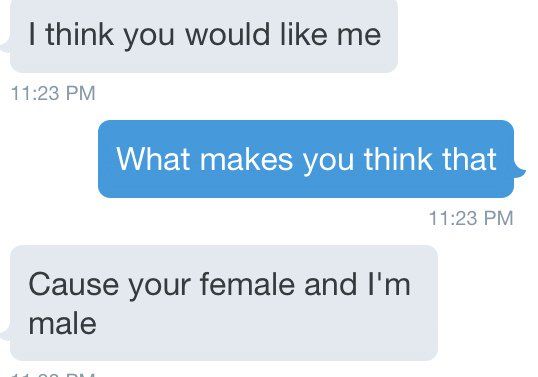 I think you would like me
11:23 PM
What makes you think that
11:23 PM
Cause your female and I'm
male
PM